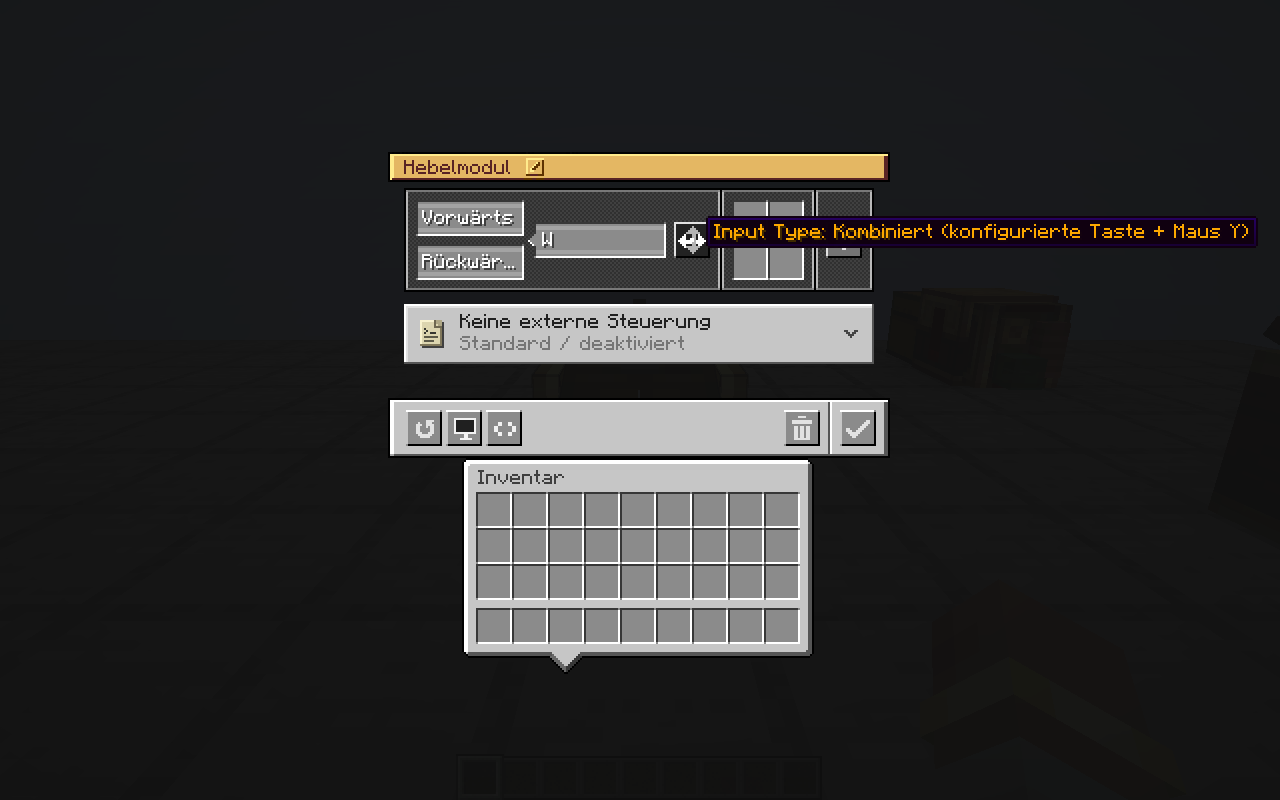 Hebelmodul
Vorwärts
W
Input Type: Kombiniert (konfigurierte Taste + Maus Y)
Rückwär...
Keine externe Steuerung
Standard / deaktiviert
Inventar